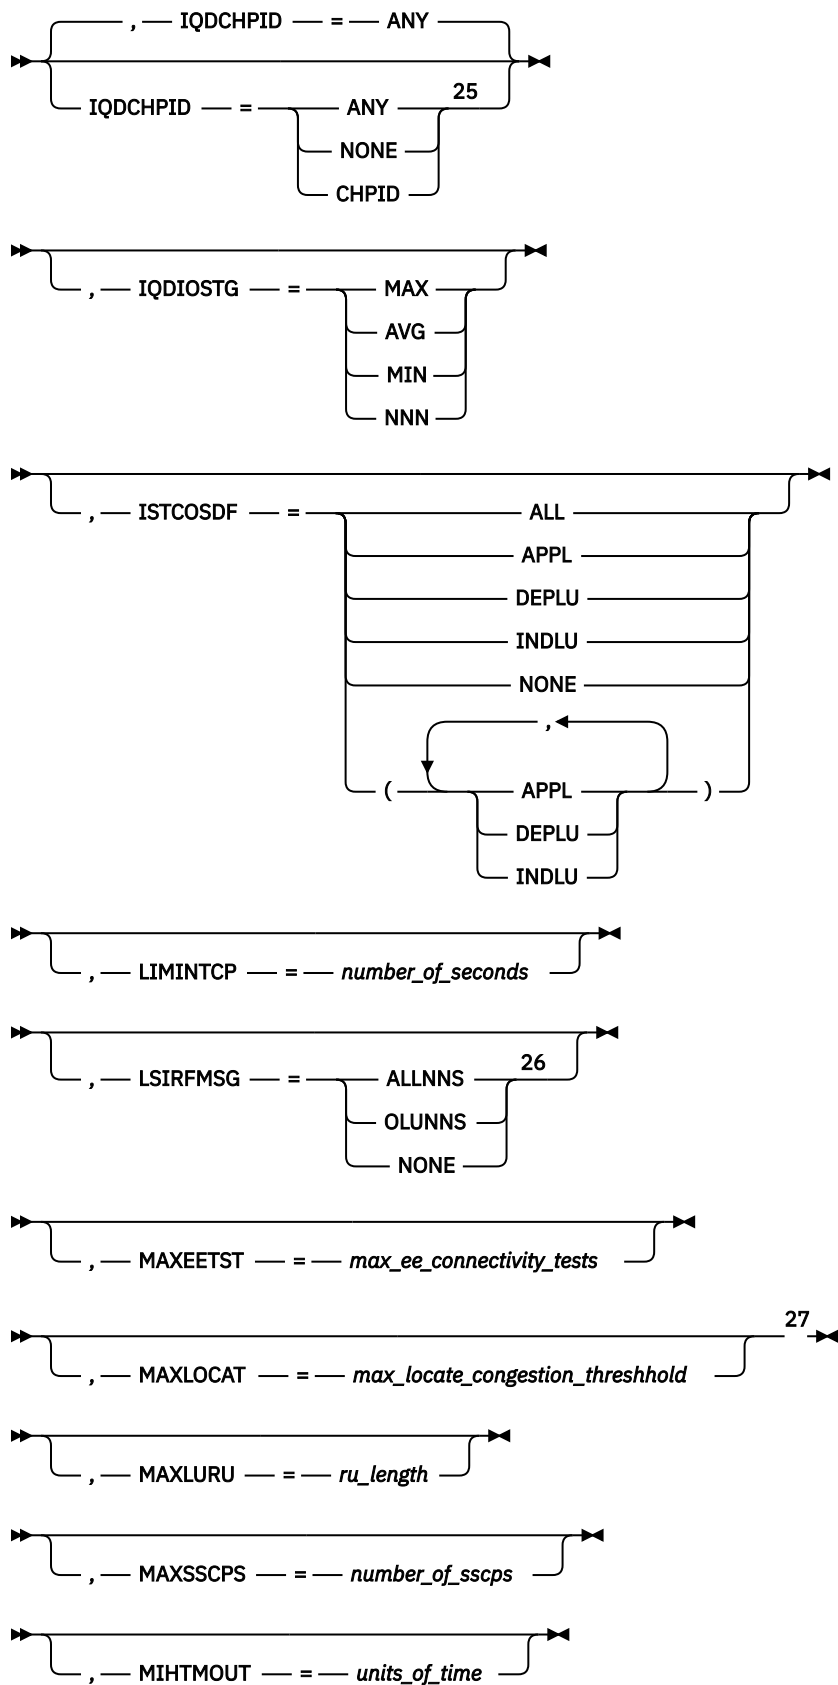 , IQDCHPID = ANY
IQDCHPID = ANY 25
NONE
CHPID
, IQDIOSTG = MAX
AVG
MIN
NNN
, ISTCOSDF = ALL
APPL
DEPLU
INDLU
NONE
,
( APPL )
DEPLU
INDLU
, LIMINTCP = number_of_seconds
, LSIRFMSG = ALLNNS 26
OLUNNS
NONE
, MAXEETST = max_ee_connectivity_tests
27
, MAXLOCAT = max_locate_congestion_threshhold
, MAXLURU = ru_length
, MAXSSCPS = number_of_sscps
, MIHTMOUT = units_of_time